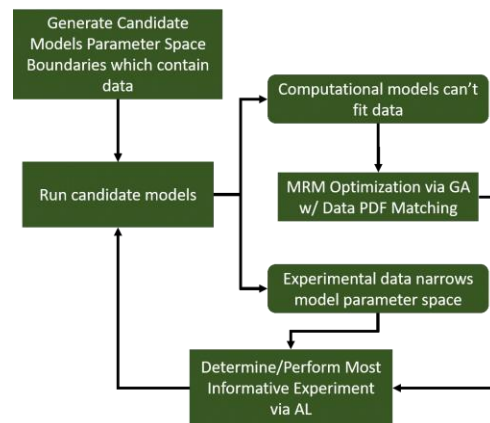 Generate Candidate
Models Parameter Space
Boundaries which contain
data
Computational models can't
fit data
Run candidate models
MRM Optimization via GA
w/ Data PDF Matching
Experimental data narrows
model parameter space
Determine/Perform Most
Informative Experiment
via AL